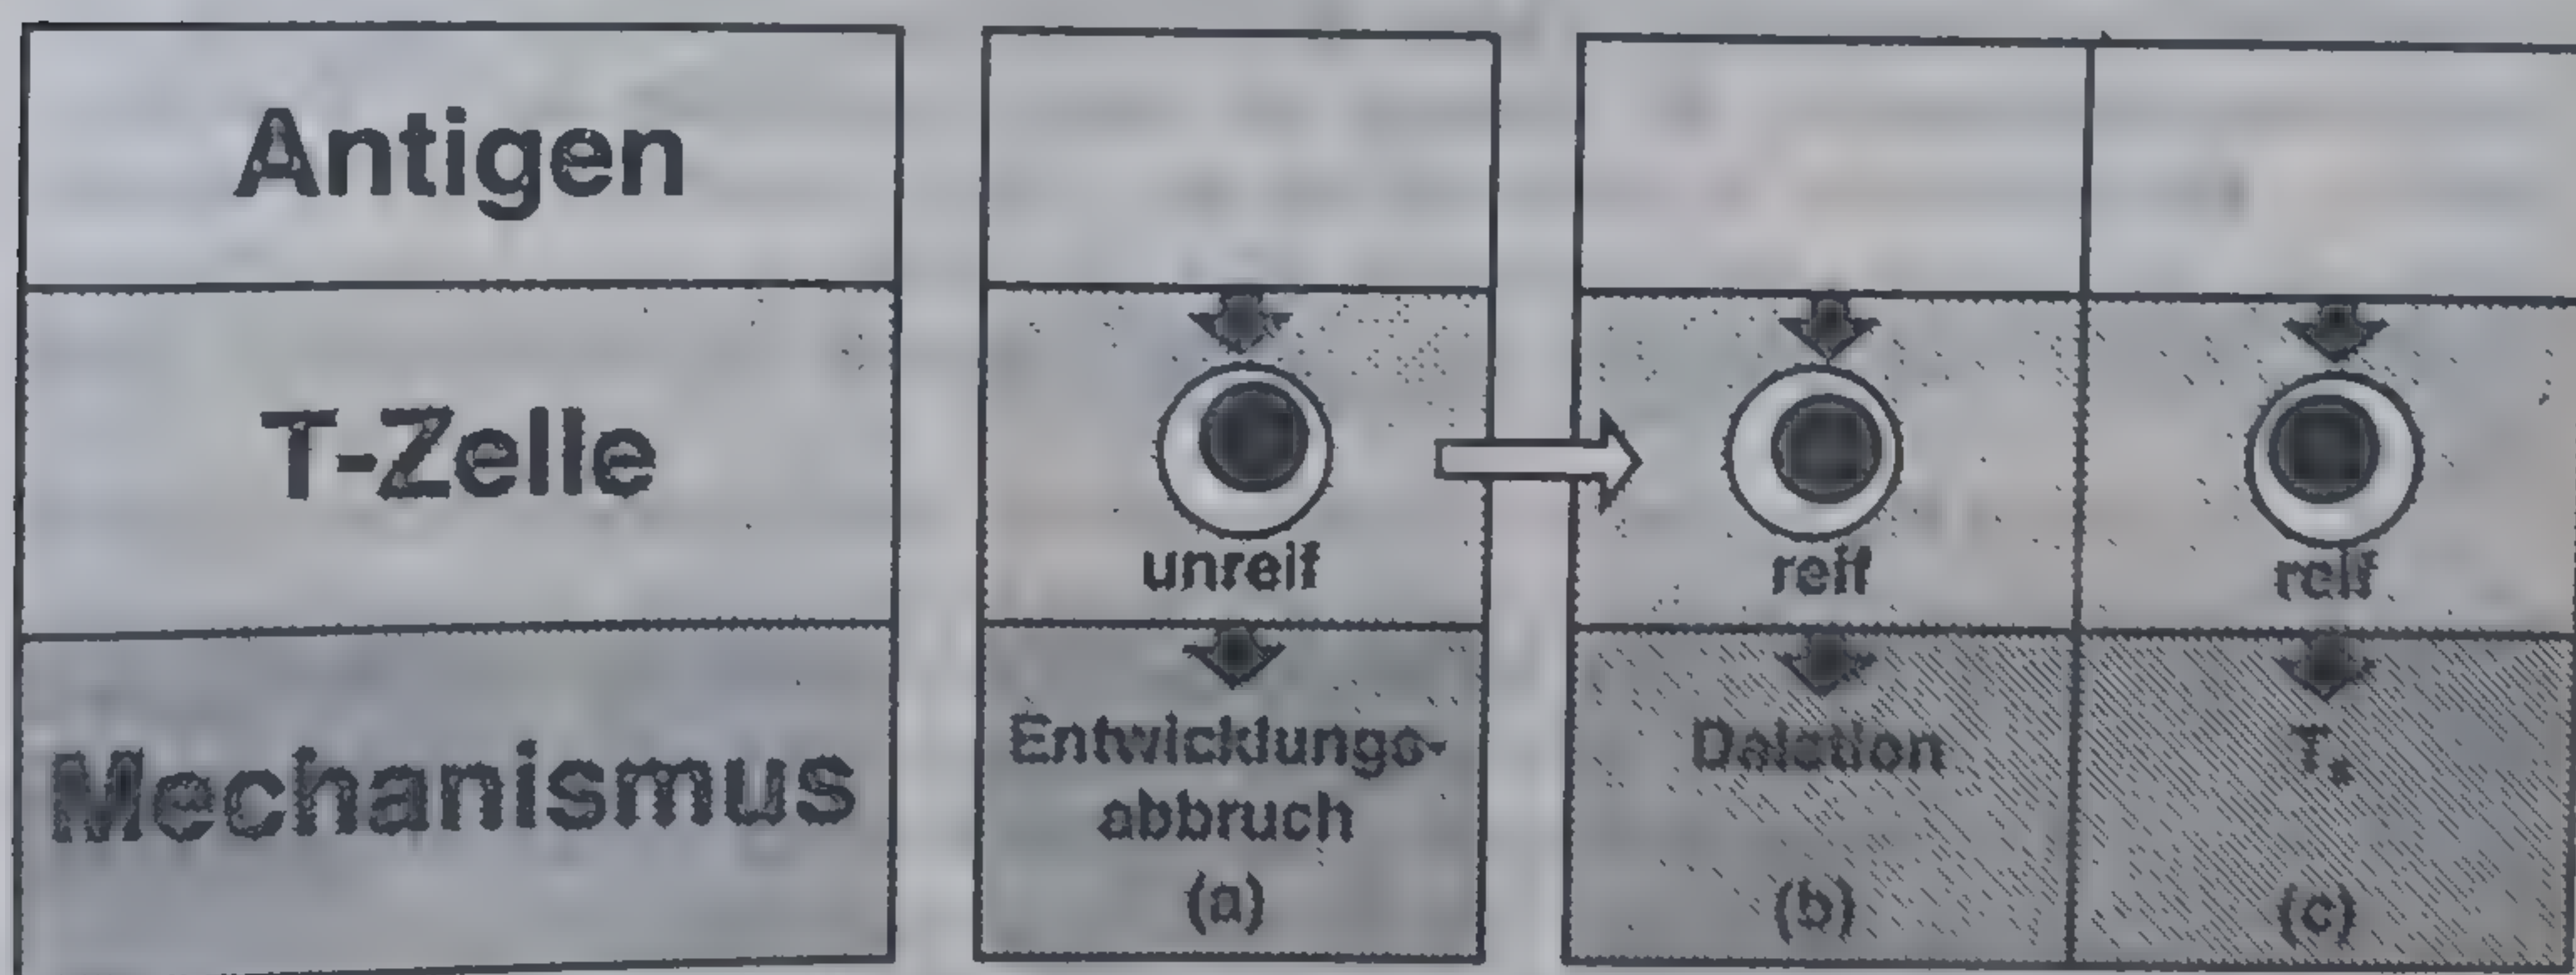 Antigen
T-Zelle
unreif
reif
reif
Mechanismus
Entwicklungs-
abbruch
Deletion
(a)
(b)
(c)